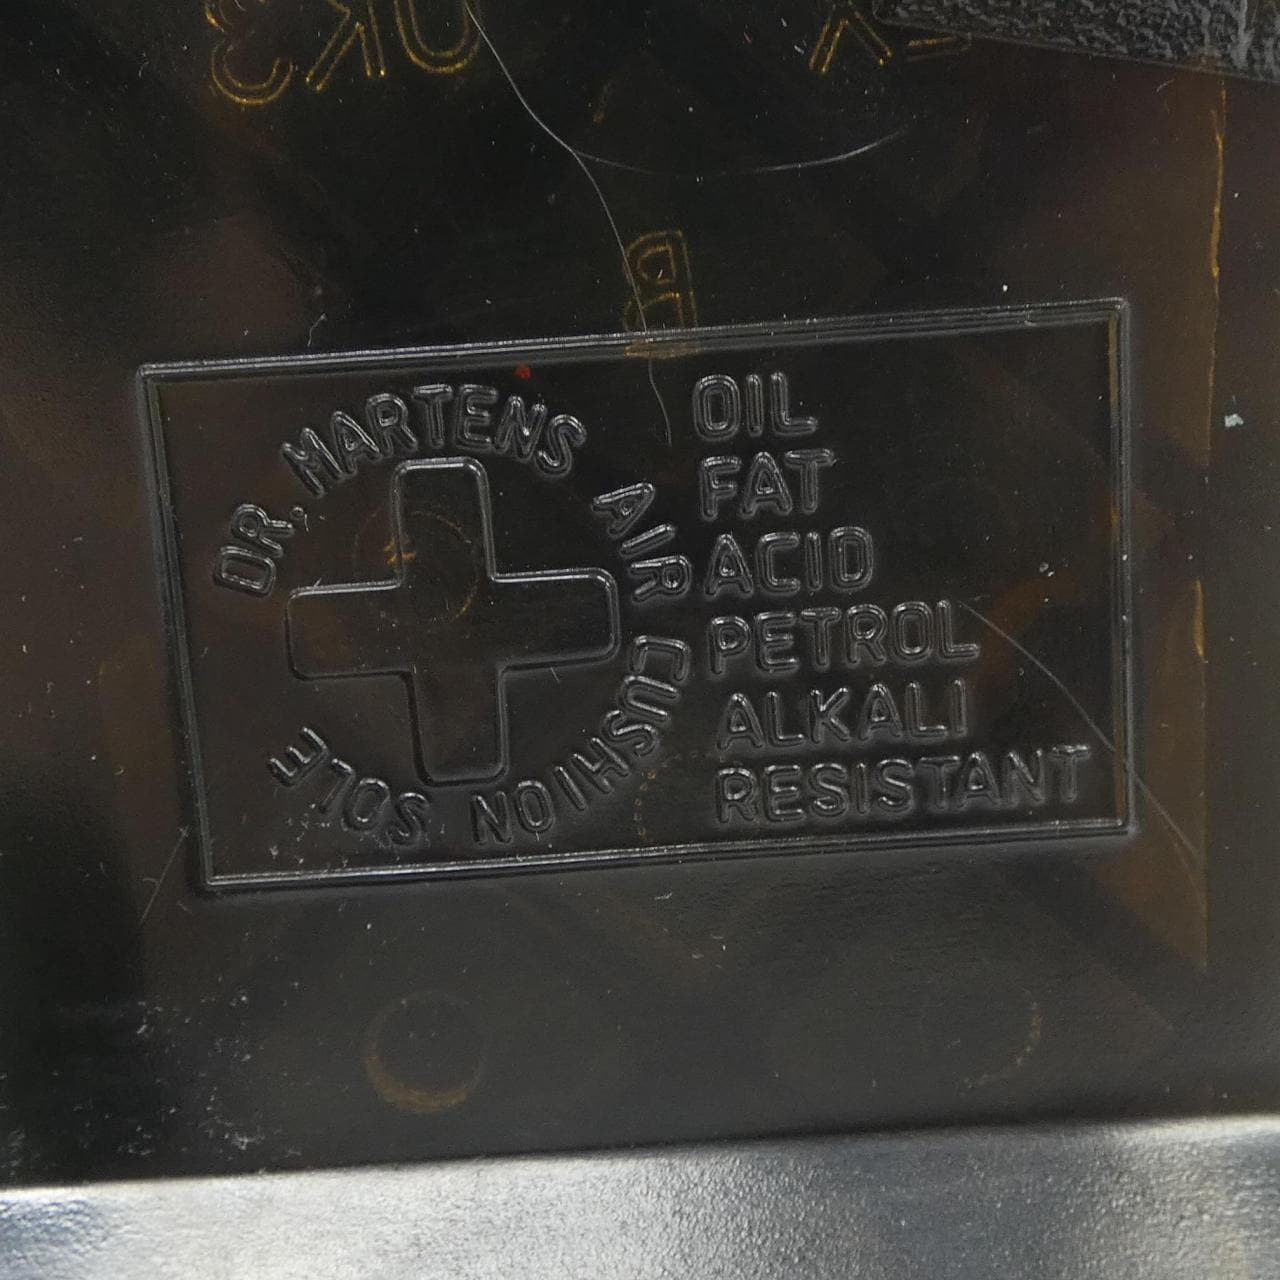 DR. MARTENS AIR CUSHION SOLE
OIL
FAT
ACID
PETROL
ALKALI
RESISTANT